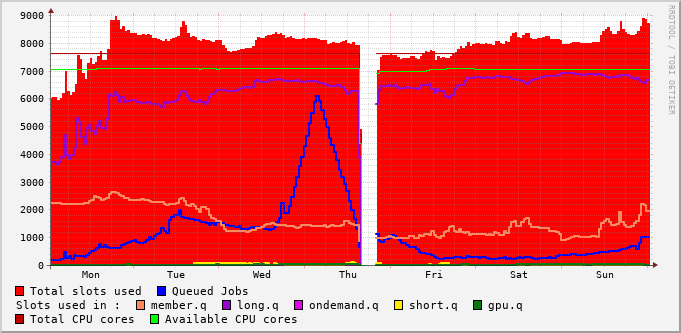 9000
8000
7000
6000
5000
4000
3000
2000
1000
0
Mon Tue Wed Thu Fri Sat Sun
RRDTOOL / TOBI OETIKER
Total slots used Queued Jobs
Slots used in : member.q long.q ondemand.q short.q gpu.q
Total CPU cores Available CPU cores